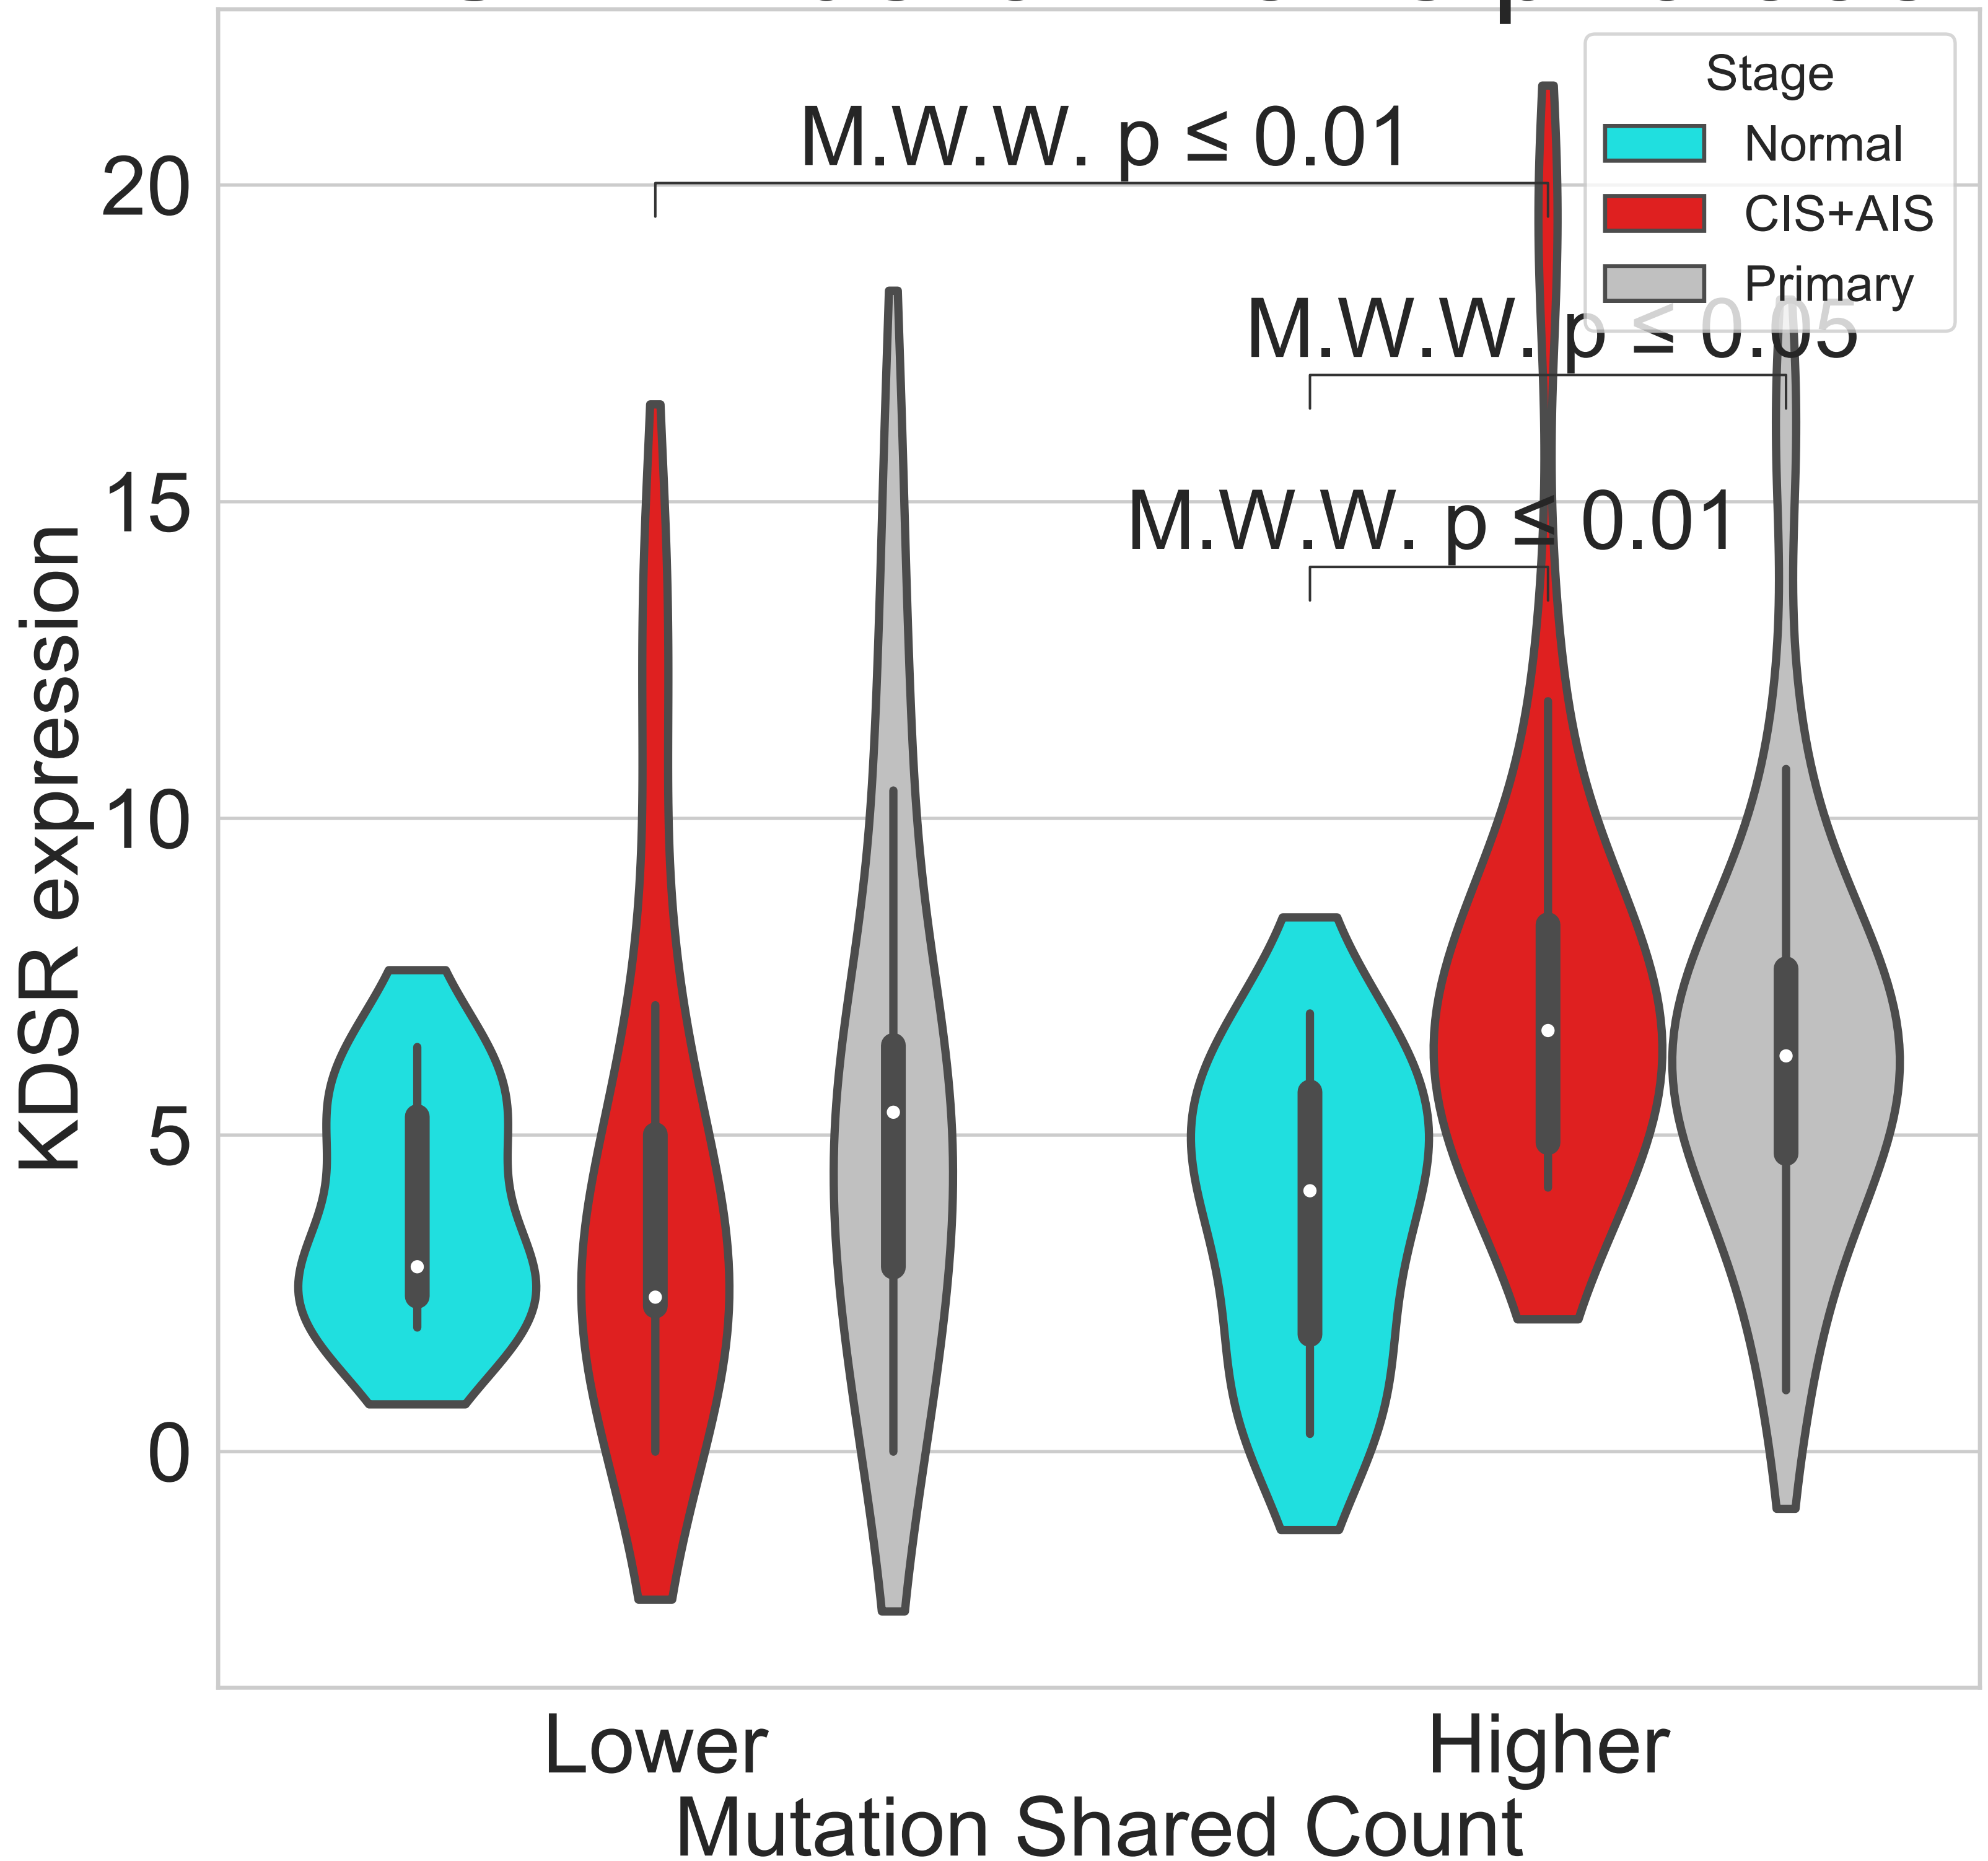 Stage
Normal
CIS+AIS
Primary
M.W.W. p ≤ 0.01
M.W.W. p ≤ 0.05
M.W.W. p ≤ 0.01
20
15
10
5
0
KDSR expression
Lower
Higher
Mutation Shared Count